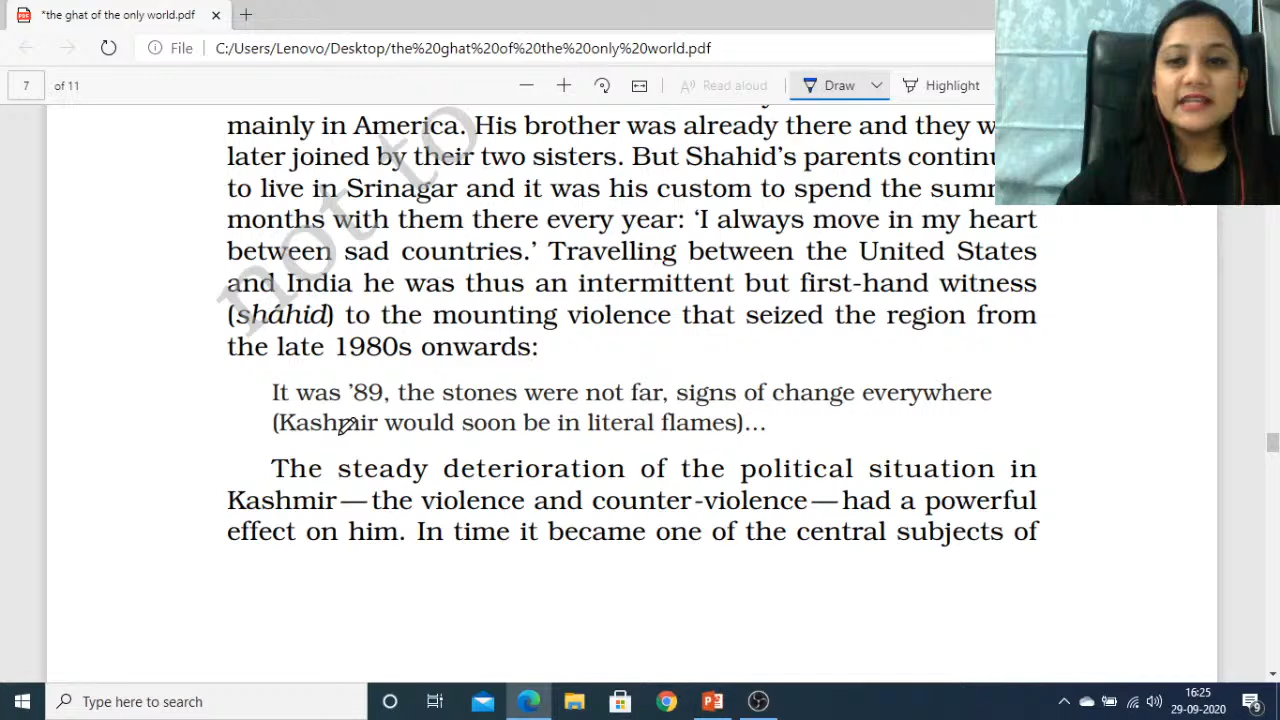 *the ghat of the only world.pdf
File C:/Users/Lenovo/Desktop/the%20ghat%20of%20the%20only%20world.pdf
7 of 11 Read aloud Draw Highlight
mainly in America. His brother was already there and they
later joined by their two sisters. But Shahid's parents
to live in Srinagar and it was his custom to spend the
months with them there every year: 'I always move in my heart
between sad countries.' Travelling between the United States
and India he was thus an intermittent but first-hand witness
(sháhid) to the mounting violence that seized the region from
the late 1980s onwards:
It was '89, the stones were not far, signs of change everywhere
(Kashmir would soon be in literal flames)...
The steady deterioration of the political situation in
Kashmir—the violence and counter-violence—had a powerful
effect on him. In time it became one of the central subjects of
not to
Type here to search
16:25
29-09-2020
9